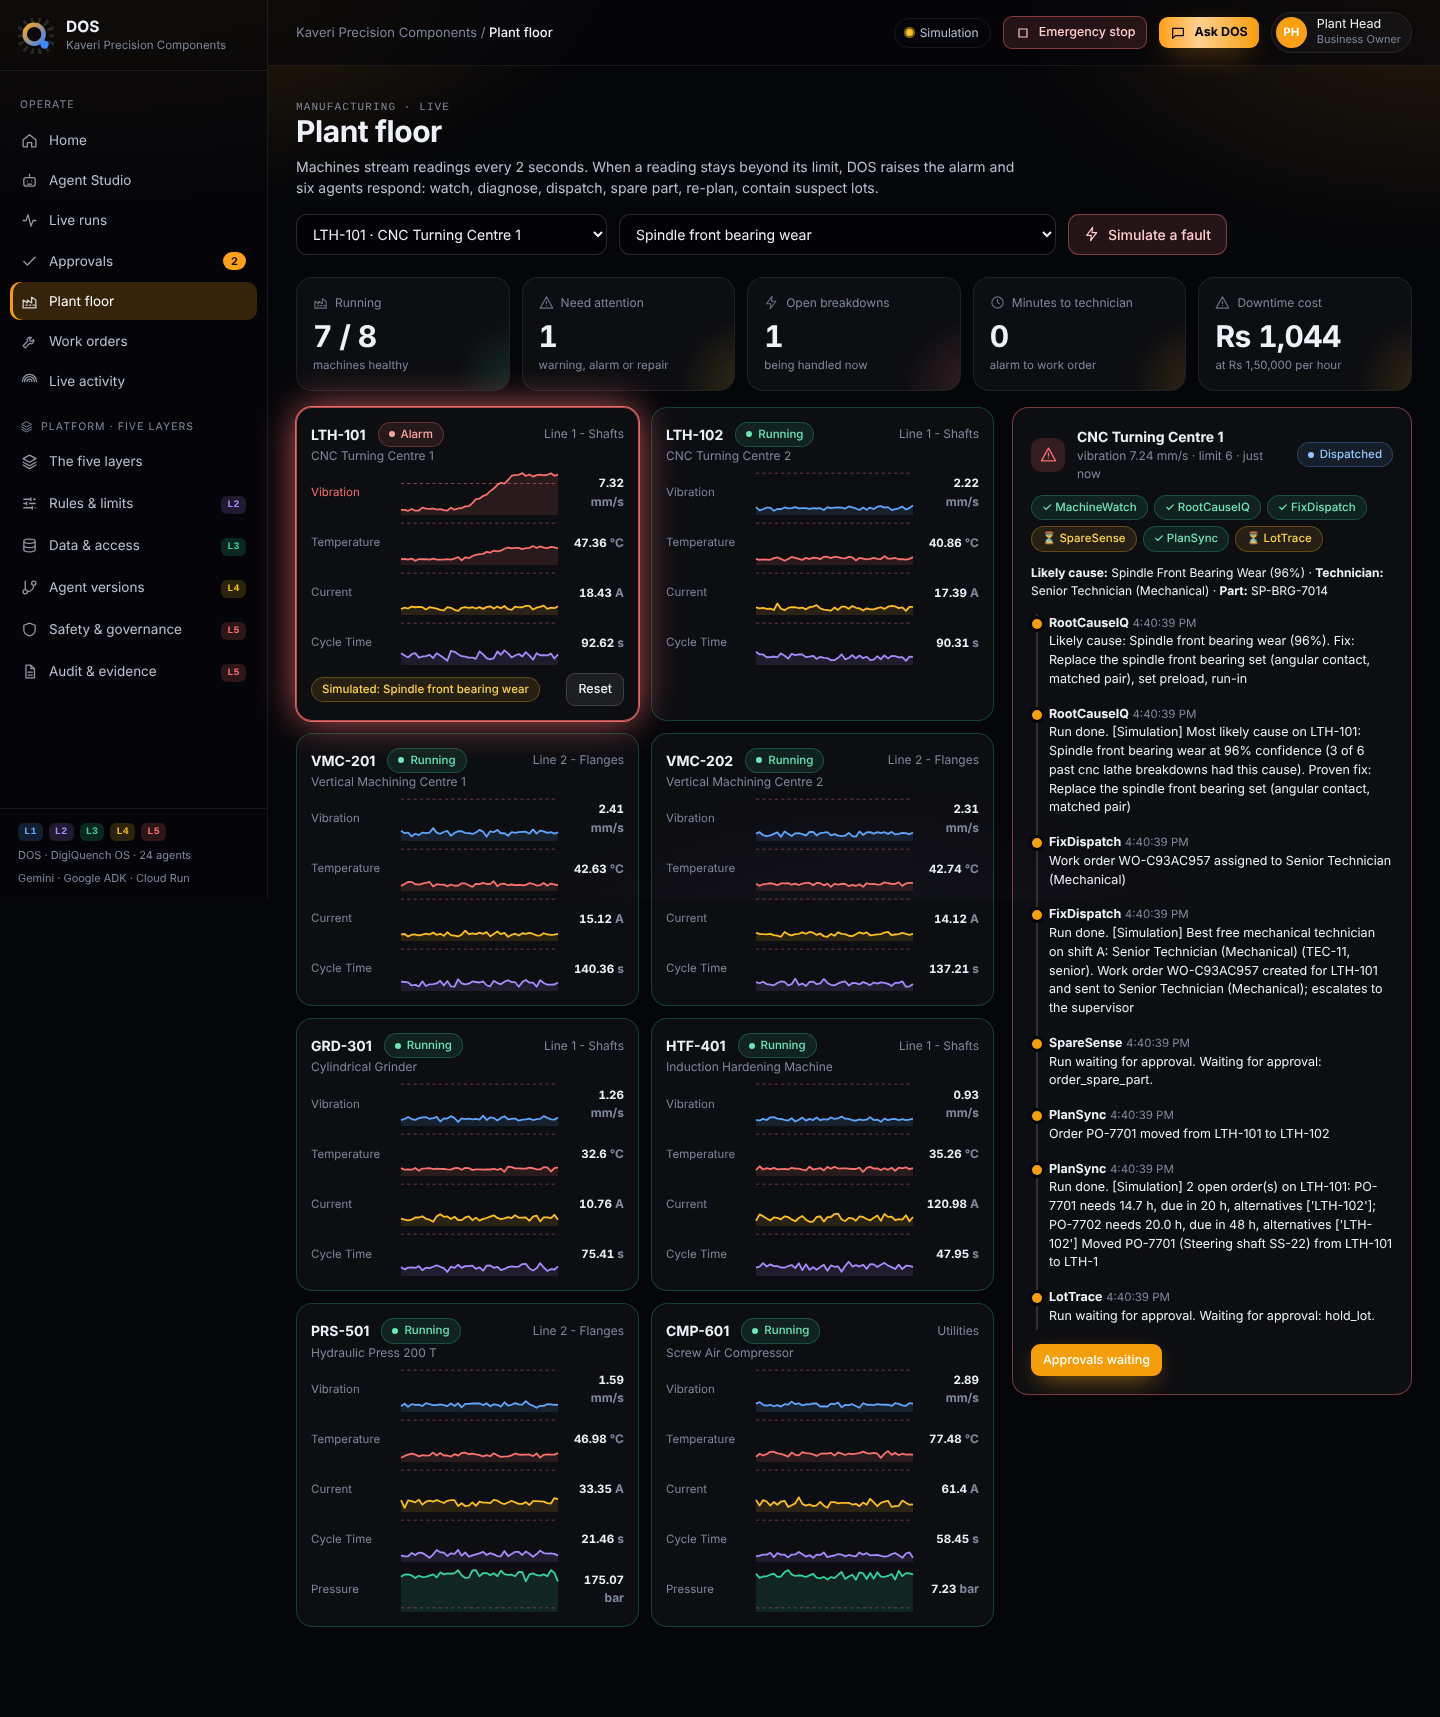 DOS
Kaveri Precision Components
OPERATE
Home
Agent Studio
Live runs
Approvals 2
Plant floor
Work orders
Live activity
PLATFORM · FIVE LAYERS
The five layers
Rules & limits L2
Data & access L3
Agent versions L4
Safety & governance L5
Audit & evidence L5
L1 L2 L3 L4 L5
DOS · DigiQuench OS · 24 agents
Gemini · Google ADK · Cloud Run
Kaveri Precision Components / Plant floor
Simulation
Emergency stop
Ask DOS
PH
Plant Head
Business Owner
MANUFACTURING · LIVE
Plant floor
Machines stream readings every 2 seconds. When a reading stays beyond its limit, DOS raises the alarm and
six agents respond: watch, diagnose, dispatch, spare part, re-plan, contain suspect lots.
LTH-101 · CNC Turning Centre 1
Spindle front bearing wear
Simulate a fault
Running
7 / 8
machines healthy
Need attention
1
warning, alarm or repair
Open breakdowns
1
being handled now
Minutes to technician
0
alarm to work order
Downtime cost
Rs 1,044
at Rs 1,50,000 per hour
LTH-101 Alarm Line 1 - Shafts
CNC Turning Centre 1
Vibration 7.32 mm/s
Temperature 47.36 °C
Current 18.43 A
Cycle Time 92.62 s
Simulated: Spindle front bearing wear
Reset
LTH-102 Running Line 1 - Shafts
CNC Turning Centre 2
Vibration 2.22 mm/s
Temperature 40.86 °C
Current 17.39 A
Cycle Time 90.31 s
VMC-201 Running Line 2 - Flanges
Vertical Machining Centre 1
Vibration 2.41 mm/s
Temperature 42.63 °C
Current 15.12 A
Cycle Time 140.36 s
VMC-202 Running Line 2 - Flanges
Vertical Machining Centre 2
Vibration 2.31 mm/s
Temperature 42.74 °C
Current 14.12 A
Cycle Time 137.21 s
GRD-301 Running Line 1 - Shafts
Cylindrical Grinder
Vibration 1.26 mm/s
Temperature 32.6 °C
Current 10.76 A
Cycle Time 75.41 s
HTF-401 Running Line 1 - Shafts
Induction Hardening Machine
Vibration 0.93 mm/s
Temperature 35.26 °C
Current 120.98 A
Cycle Time 47.95 s
PRS-501 Running Line 2 - Flanges
Hydraulic Press 200 T
Vibration 1.59 mm/s
Temperature 46.98 °C
Current 33.35 A
Cycle Time 21.46 s
Pressure 175.07 bar
CMP-601 Running Utilities
Screw Air Compressor
Vibration 2.89 mm/s
Temperature 77.48 °C
Current 61.4 A
Cycle Time 58.45 s
Pressure 7.23 bar
CNC Turning Centre 1
vibration 7.24 mm/s · limit 6 · just
now
Dispatched
✓ MachineWatch ✓ RootCauseIQ ✓ FixDispatch
⏳ SpareSense ✓ PlanSync ⏳ LotTrace
Likely cause: Spindle Front Bearing Wear (96%) · Technician:
Senior Technician (Mechanical) · Part: SP-BRG-7014
RootCauseIQ 4:40:39 PM
Likely cause: Spindle front bearing wear (96%). Fix:
Replace the spindle front bearing set (angular contact,
matched pair), set preload, run-in
RootCauseIQ 4:40:39 PM
Run done. [Simulation] Most likely cause on LTH-101:
Spindle front bearing wear at 96% confidence (3 of 6
past cnc lathe breakdowns had this cause). Proven fix:
Replace the spindle front bearing set (angular contact,
matched pair)
FixDispatch 4:40:39 PM
Work order WO-C93AC957 assigned to Senior Technician
(Mechanical)
FixDispatch 4:40:39 PM
Run done. [Simulation] Best free mechanical technician
on shift A: Senior Technician (Mechanical) (TEC-11,
senior). Work order WO-C93AC957 created for LTH-101
and sent to Senior Technician (Mechanical); escalates to
the supervisor
SpareSense 4:40:39 PM
Run waiting for approval. Waiting for approval:
order_spare_part.
PlanSync 4:40:39 PM
Order PO-7701 moved from LTH-101 to LTH-102
PlanSync 4:40:39 PM
Run done. [Simulation] 2 open order(s) on LTH-101: PO-
7701 needs 14.7 h, due in 20 h, alternatives ['LTH-102'];
PO-7702 needs 20.0 h, due in 48 h, alternatives ['LTH-
102'] Moved PO-7701 (Steering shaft SS-22) from LTH-101
to LTH-1
LotTrace 4:40:39 PM
Run waiting for approval. Waiting for approval: hold_lot.
Approvals waiting